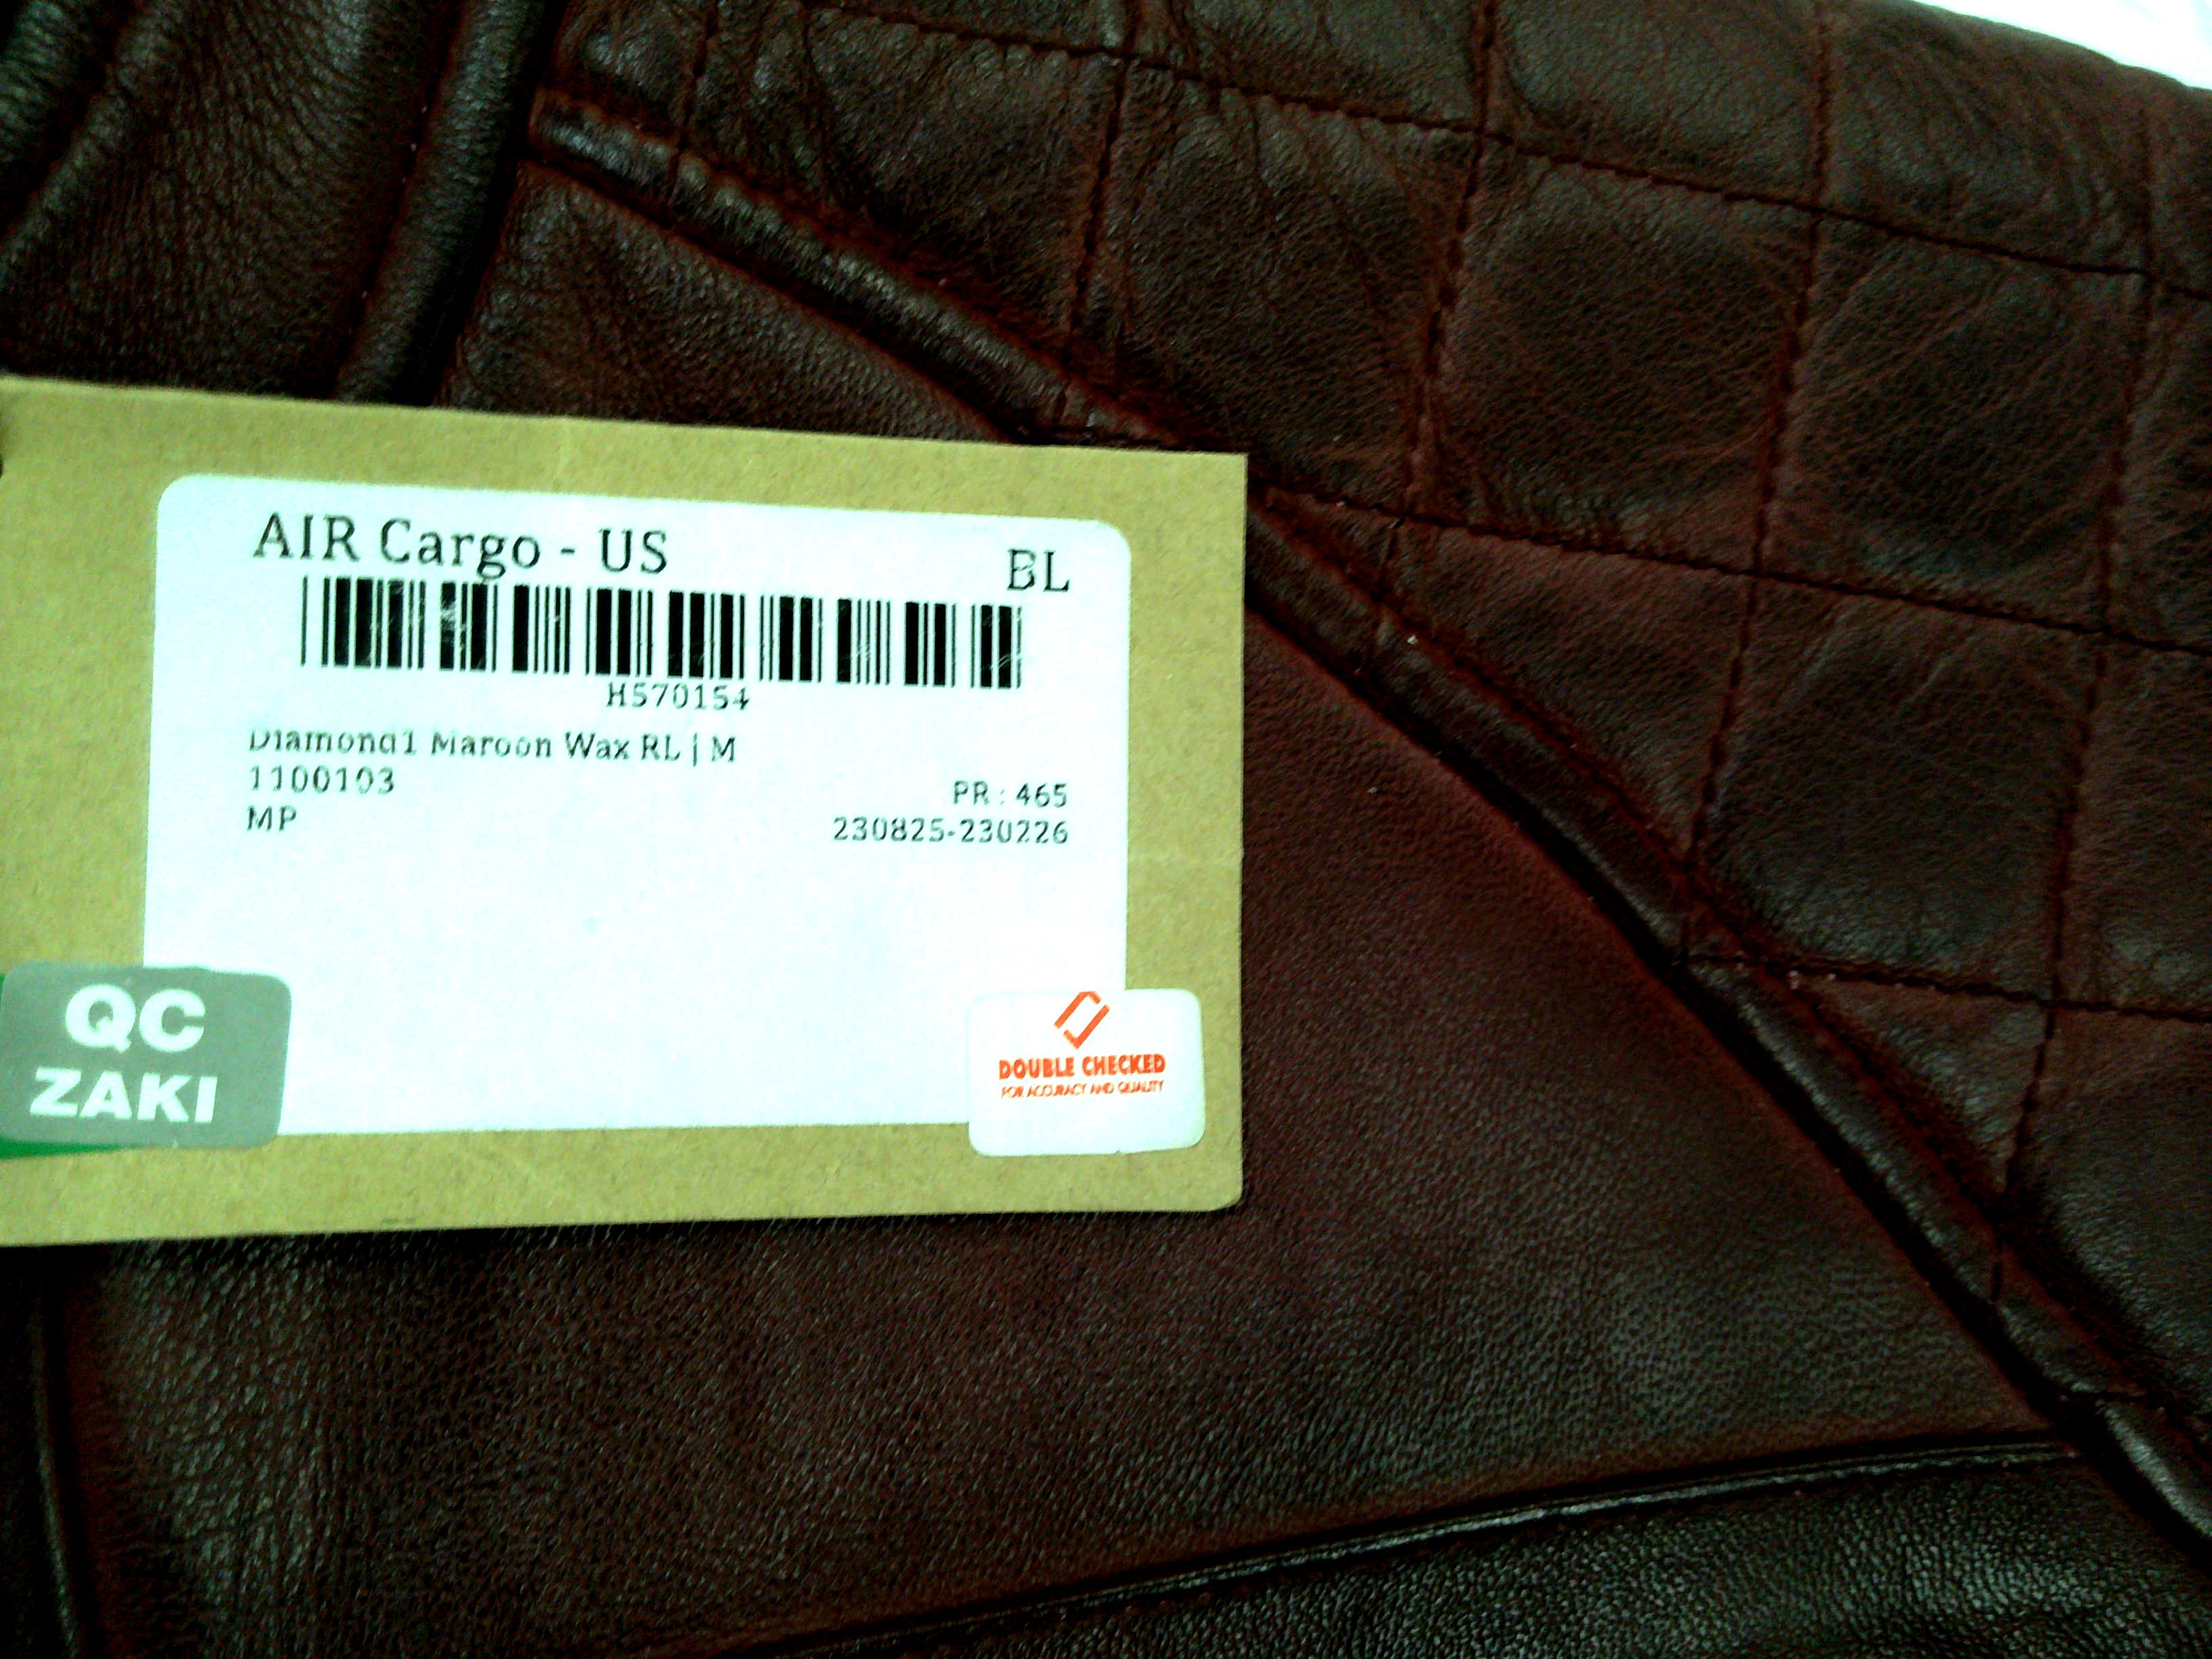 AIR Cargo - US
BL
H570154
Diamond1 Maroon Wax RL | M
1100193
PR : 465
MP
230825-230226
QC
ZAKI
DOUBLE CHECKED
FOR ACCURACY AND QUALITY